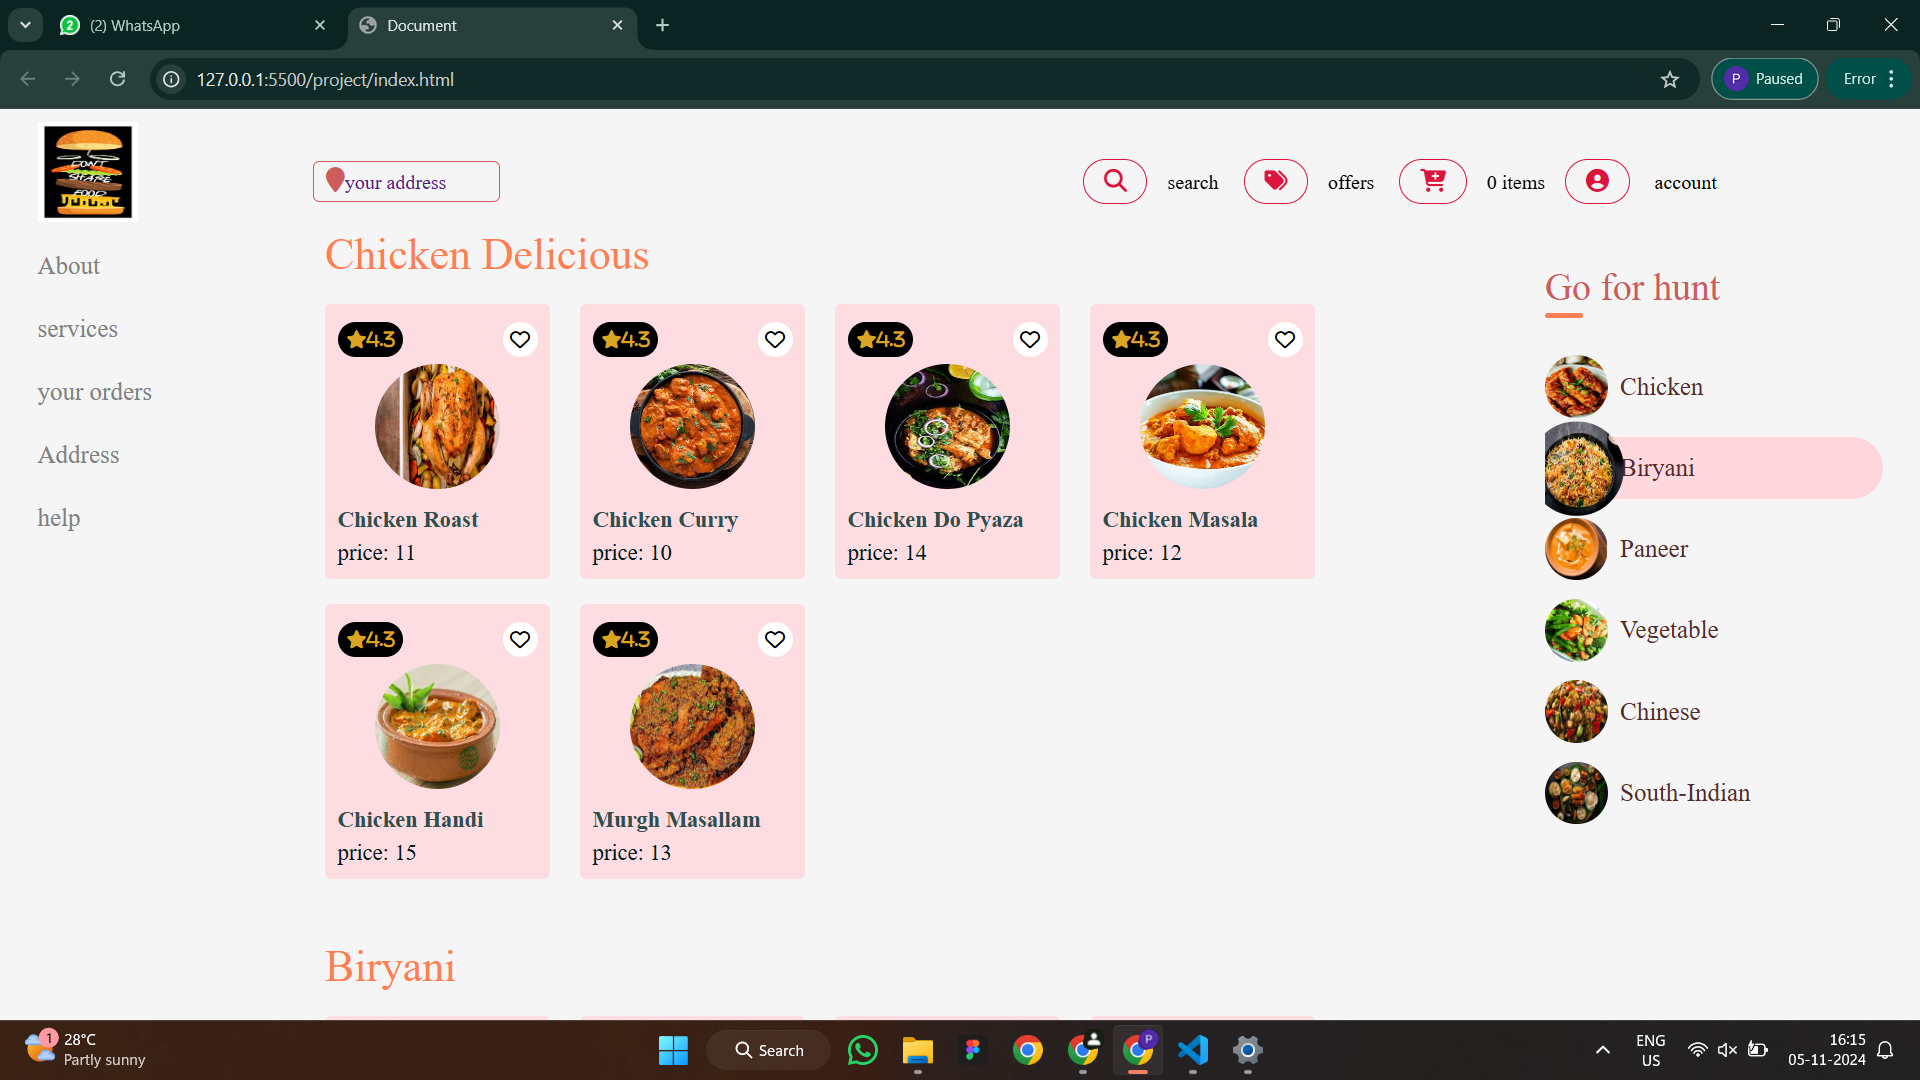 (2) WhatsApp
Document
127.0.0.1:5500/project/index.html
P Paused
Error
DON'T
SHARE
FOOD
your address
search
offers
0 items
account
About
services
your orders
Address
help
Chicken Delicious
4.3
Chicken Roast
price: 11
4.3
Chicken Curry
price: 10
4.3
Chicken Do Pyaza
price: 14
4.3
Chicken Masala
price: 12
4.3
Chicken Handi
price: 15
4.3
Murgh Masallam
price: 13
Biryani
Go for hunt
Chicken
Biryani
Paneer
Vegetable
Chinese
South-Indian
1
28°C
Partly sunny
Search
P
ENG
US
16:15
05-11-2024